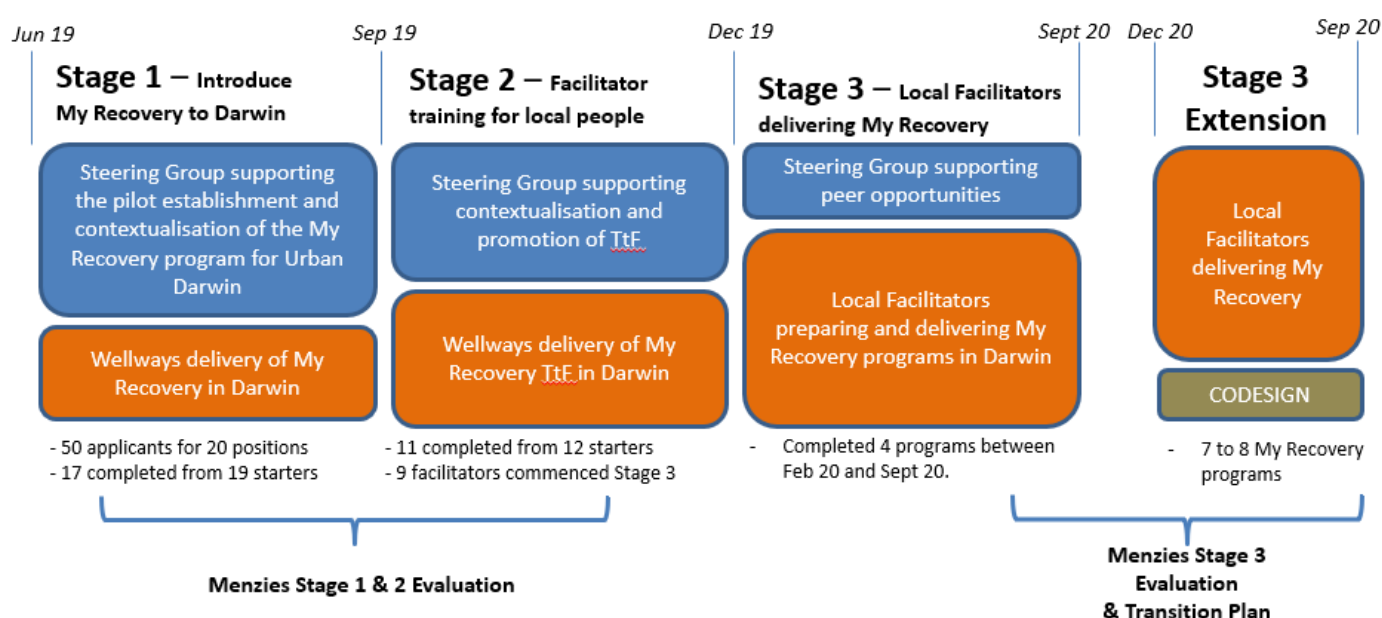 Jun 19
Sep 19
Dec 19
Sept 20
Dec 20
Sep 20
Stage 1 – Introduce
My Recovery to Darwin
Stage 2 – Facilitator
training for local people
Stage 3 – Local Facilitators
delivering My Recovery
Stage 3
Extension
Steering Group supporting
the pilot establishment and
contextualisation of the My
Recovery program for Urban
Darwin
Steering Group supporting
contextualisation and
promotion of TtF
Steering Group supporting
peer opportunities
Local
Facilitators
delivering My
Recovery
Wellways delivery of My
Recovery in Darwin
Wellways delivery of My
Recovery TtF in Darwin
Local Facilitators
preparing and delivering My
Recovery programs in Darwin
CODESIGN
- 50 applicants for 20 positions
- 17 completed from 19 starters
- 11 completed from 12 starters
- 9 facilitators commenced Stage 3
- Completed 4 programs between
Feb 20 and Sept 20.
- 7 to 8 My Recovery
programs
Menzies Stage 1 & 2 Evaluation
Menzies Stage 3
Evaluation
& Transition Plan